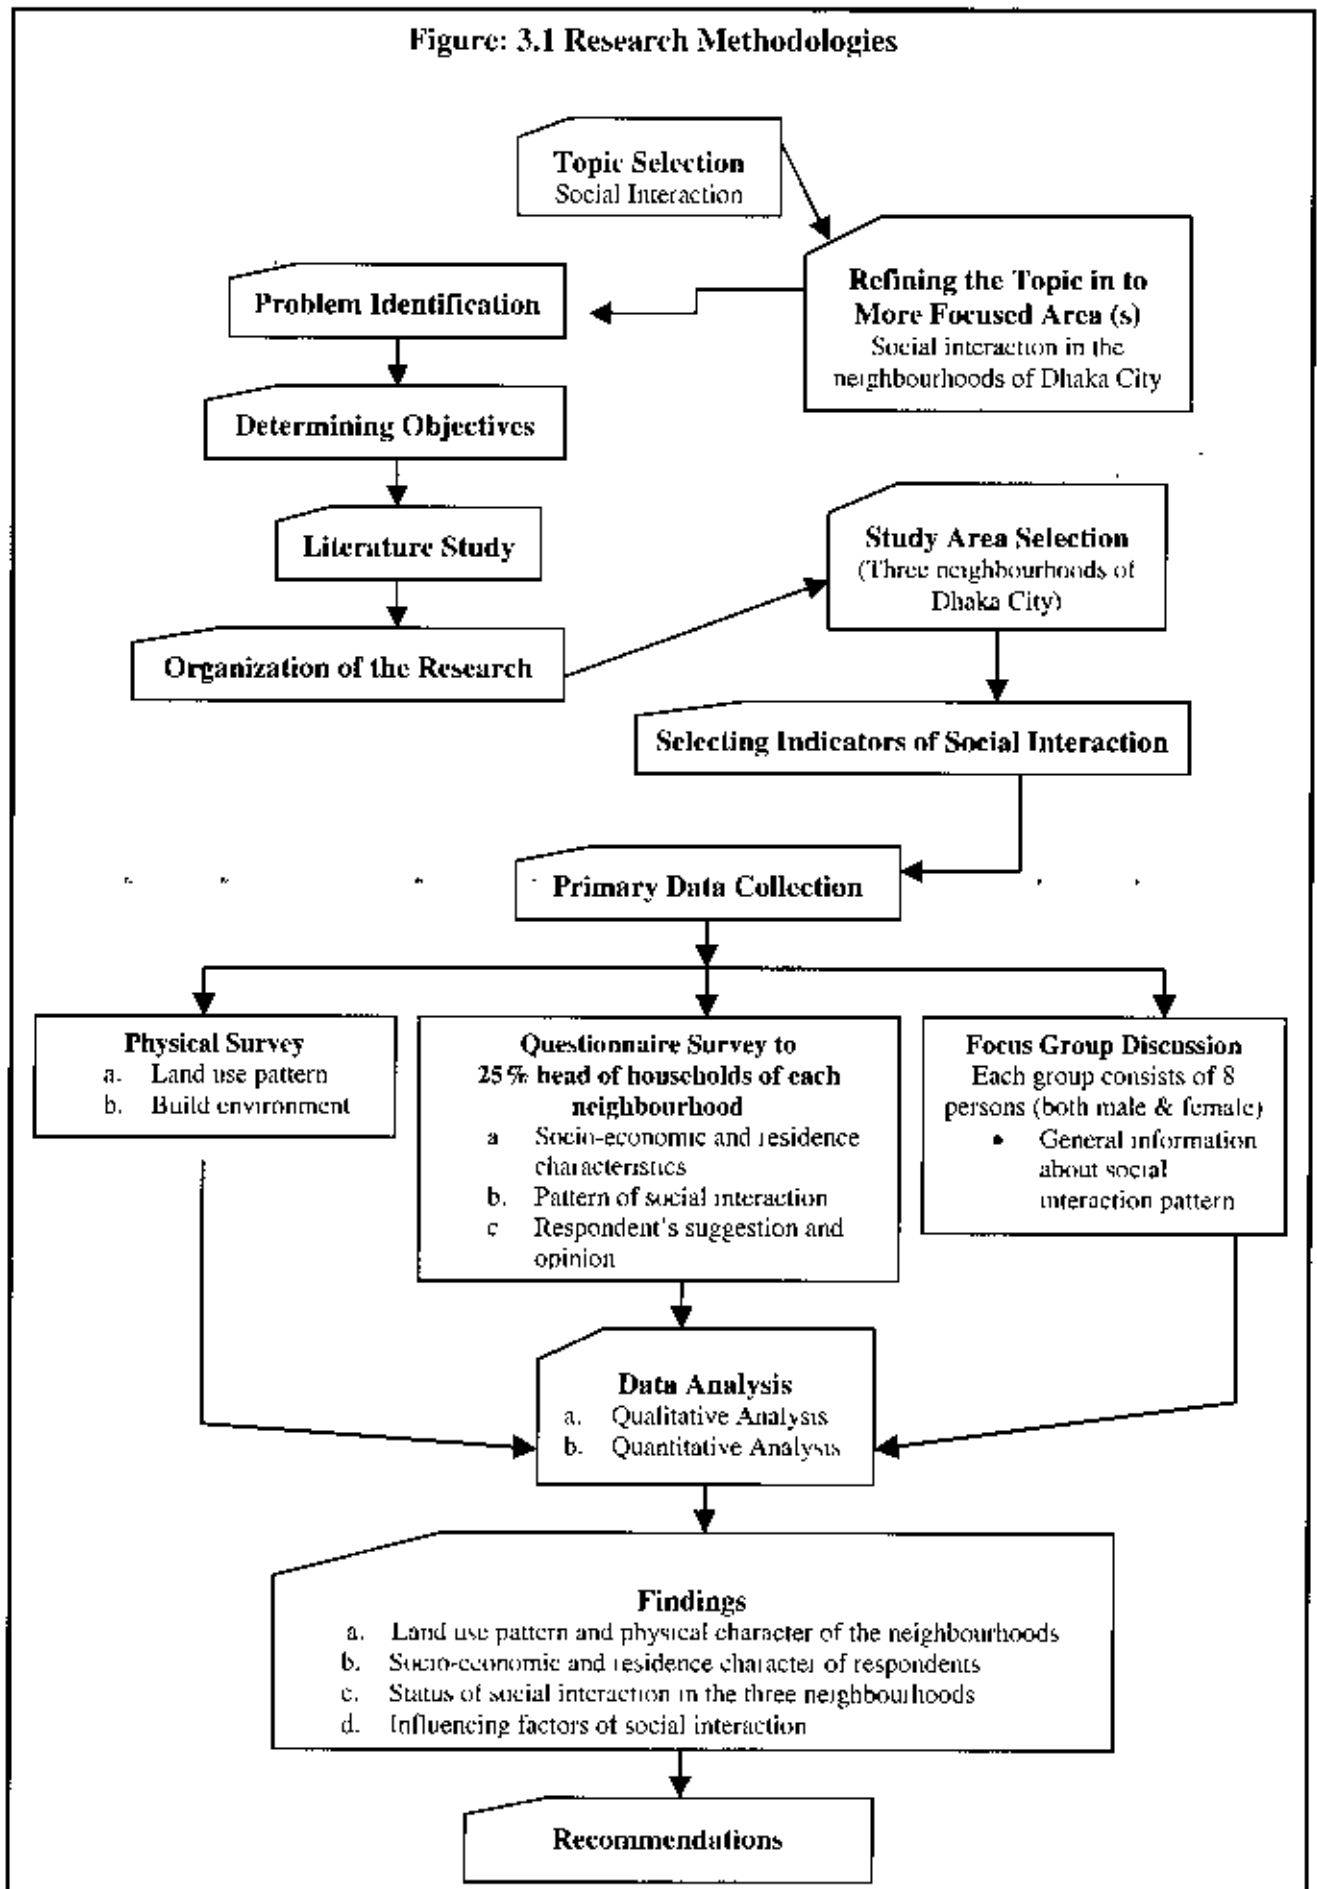 Figure: 3.1 Research Methodologies
Topic Selection
Social Interaction
Refining the Topic in to
More Focused Area (s)
Social interaction in the
neighbourhoods of Dhaka City
Problem Identification
Determining Objectives
Literature Study
Organization of the Research
Study Area Selection
(Three neighbourhoods of
Dhaka City)
Selecting Indicators of Social Interaction
Primary Data Collection
Physical Survey
a. Land use pattern
b. Build environment
Questionnaire Survey to
25% head of households of each
neighbourhood
a Socio-economic and residence
characteristics
b. Pattern of social interaction
c Respondent's suggestion and
opinion
Focus Group Discussion
Each group consists of 8
persons (both male & female)
• General information
about social
interaction pattern
Data Analysis
a. Qualitative Analysis
b. Quantitative Analysis
Findings
a. Land use pattern and physical character of the neighbourhoods
b. Socio-economic and residence character of respondents
c. Status of social interaction in the three neighbourhoods
d. Influencing factors of social interaction
Recommendations